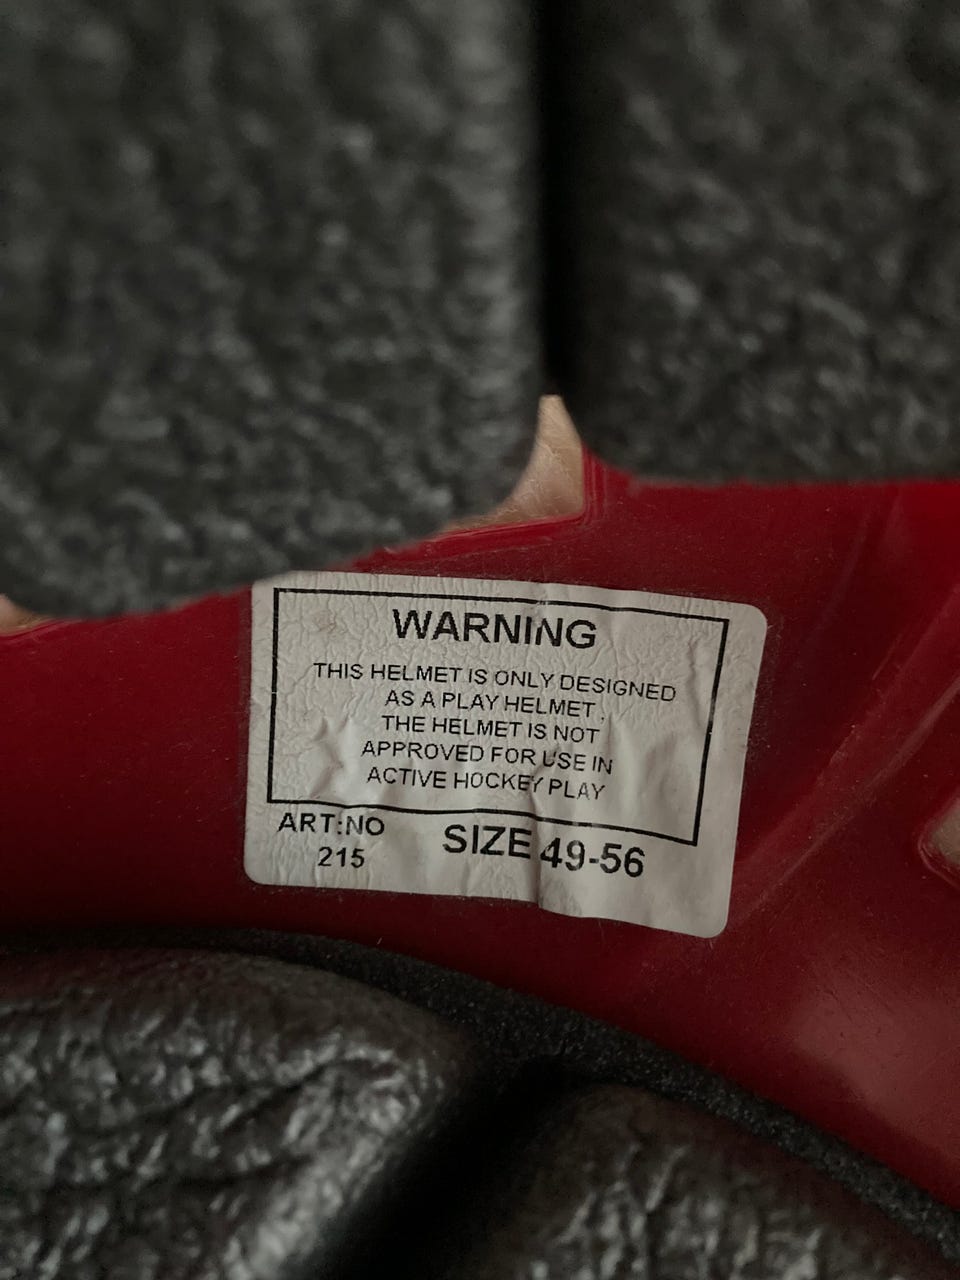 WARNING
THIS HELMET IS ONLY DESIGNED
AS A PLAY HELMET,
THE HELMET IS NOT
APPROVED FOR USE IN
ACTIVE HOCKEY PLAY
ART:NO
215
SIZE 49-56